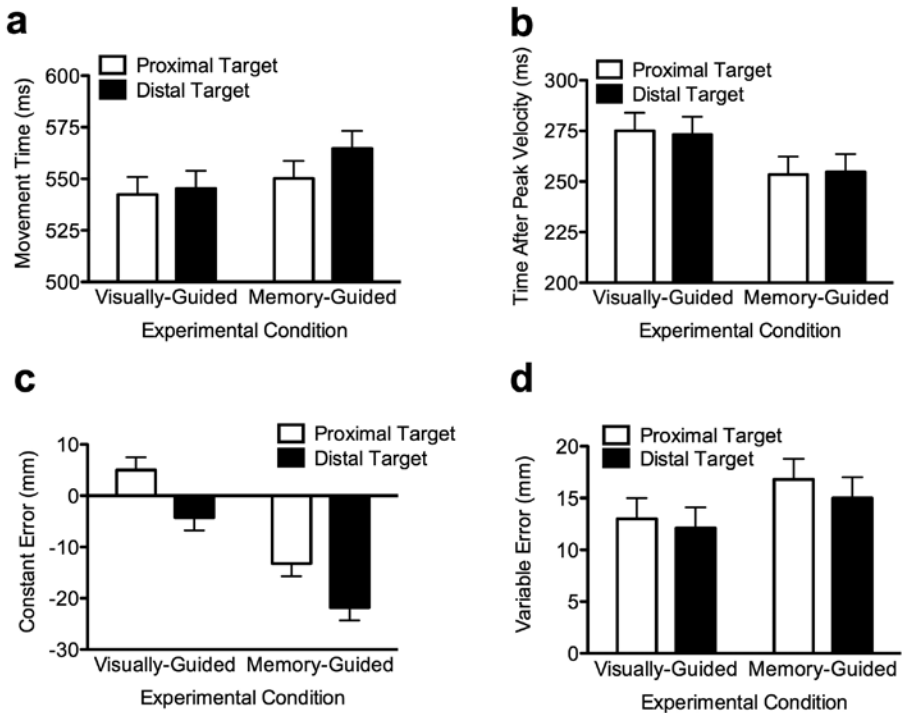 a
Proximal Target
Distal Target
Movement Time (ms)
600
575
550
525
500
Visually-Guided Memory-Guided
Experimental Condition
b
Proximal Target
Distal Target
Time After Peak Velocity (ms)
300
275
250
225
200
Visually-Guided Memory-Guided
Experimental Condition
c
Proximal Target
Distal Target
Constant Error (mm)
10
0
-10
-20
-30
Visually-Guided Memory-Guided
Experimental Condition
d
Proximal Target
Distal Target
Variable Error (mm)
20
15
10
5
0
Visually-Guided Memory-Guided
Experimental Condition